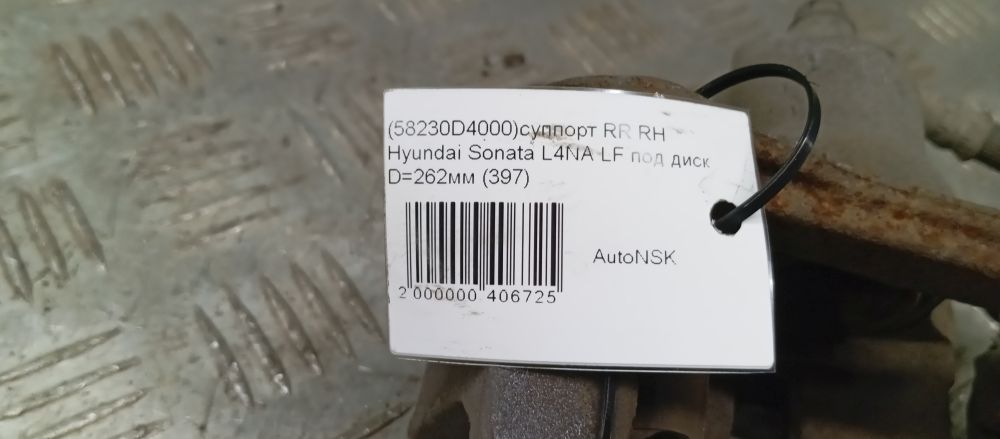 (58230D4000)суппорт RR RH
Hyundai Sonata L4NA LF под диск
D=262мм (397)
AutoNSK
2 000000 406725